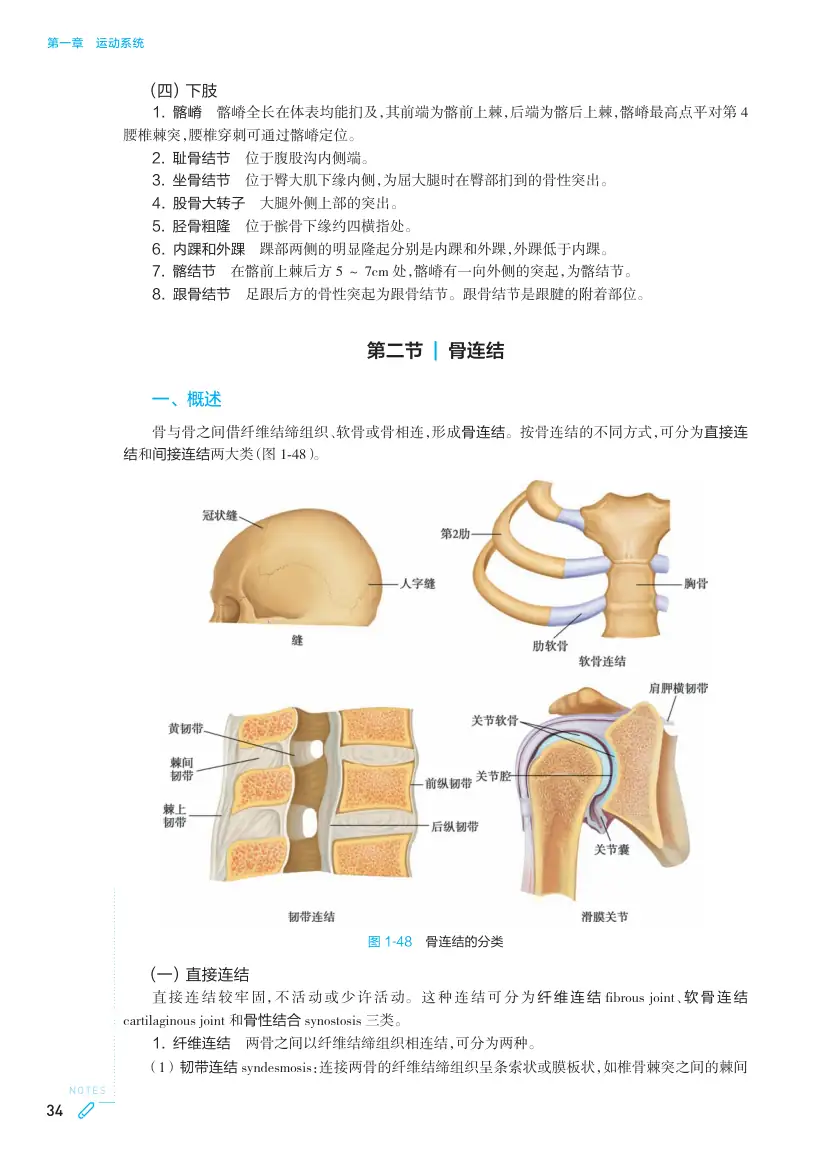 第一章 运动系统
（四）下肢
1. 髂嵴 髂嵴全长在体表均能扪及，其前端为髂前上棘，后端为髂后上棘，髂嵴最高点平对第 4
腰椎棘突，腰椎穿刺可通过髂嵴定位。
2. 耻骨结节 位于腹股沟内侧端。
3. 坐骨结节 位于臀大肌下缘内侧，为屈大腿时在臀部扪到的骨性突出。
4. 股骨大转子 大腿外侧上部的突出。
5. 胫骨粗隆 位于髌骨下缘约四横指处。
6. 内踝和外踝 踝部两侧的明显隆起分别是内踝和外踝，外踝低于内踝。
7. 髂结节 在髂前上棘后方 5 ~ 7cm 处，髂嵴有一向外侧的突起，为髂结节。
8. 跟骨结节 足跟后方的骨性突起为跟骨结节。跟骨结节是跟腱的附着部位。
第二节 | 骨连结
一、概述
骨与骨之间借纤维结缔组织、软骨或骨相连，形成骨连结。按骨连结的不同方式，可分为直接连
结和间接连结两大类（图 1-48）。
冠状缝
人字缝
缝
第2肋
胸骨
肋软骨
软骨连结
黄韧带
棘间
韧带
棘上
韧带
前纵韧带
后纵韧带
韧带连结
肩胛横韧带
关节软骨
关节腔
关节囊
滑膜关节
图 1-48 骨连结的分类
（一）直接连结
直接连结较牢固，不活动或少许活动。这种连结可分为纤维连结 fibrous joint、软骨连结
cartilaginous joint 和骨性结合 synostosis 三类。
1. 纤维连结 两骨之间以纤维结缔组织相连结，可分为两种。
（1）韧带连结 syndesmosis：连接两骨的纤维结缔组织呈条索状或膜板状，如椎骨棘突之间的棘间
NOTES
34